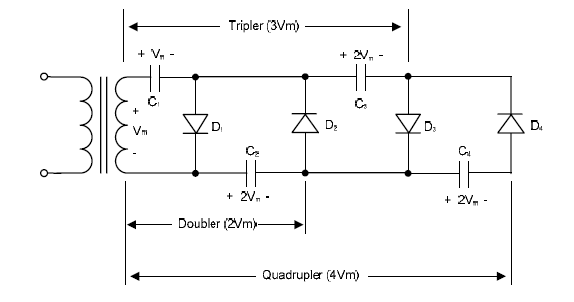 Tripler (3Vm)
+ Vm -
+ 2Vm -
C1
C3
+
Vm
-
D1
D2
D3
D4
C2
C4
+ 2Vm -
+ 2Vm -
Doubler (2Vm)
Quadrupler (4Vm)